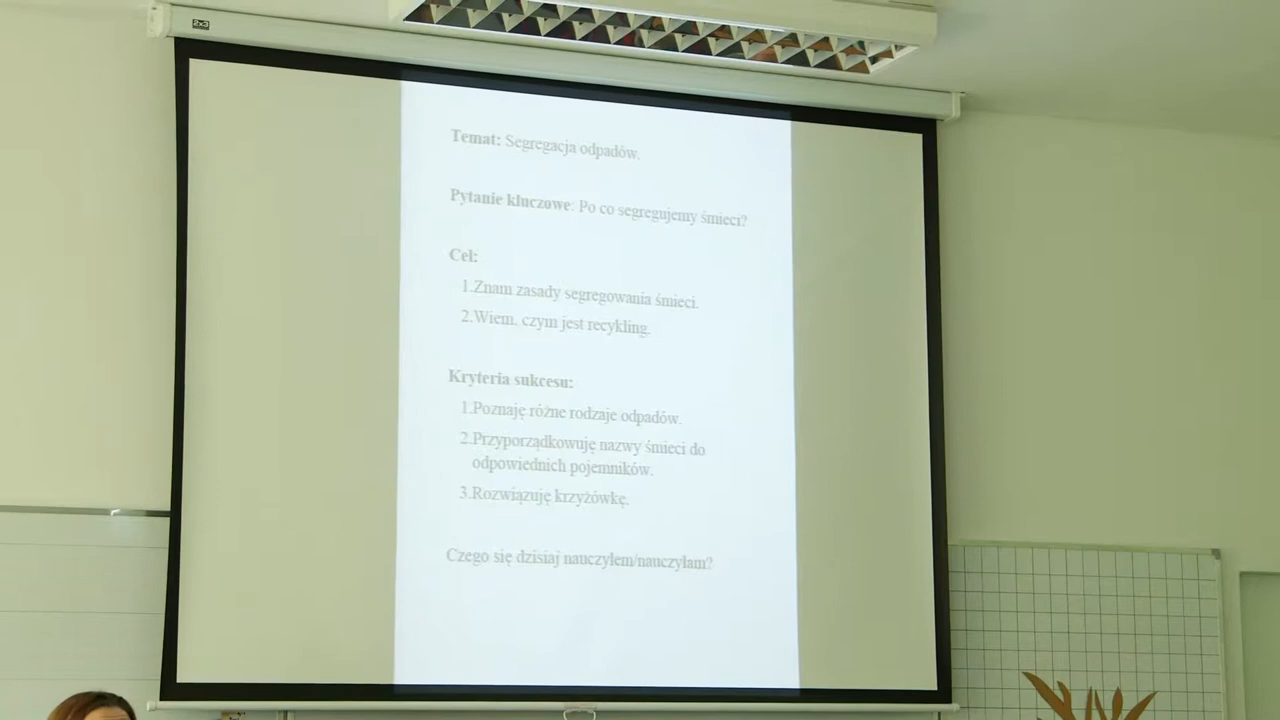 2x3
Temat: Segregacja odpadów.
Pytanie kluczowe: Po co segregujemy śmieci?
Cel:
1.Znam zasady segregowania śmieci.
2.Wiem, czym jest recykling.
Kryteria sukcesu:
1.Poznaję różne rodzaje odpadów.
2.Przyporządkowuję nazwy śmieci do
odpowiednich pojemników.
3.Rozwiązuję krzyżówkę.
Czego się dzisiaj nauczyłem/nauczyłam?